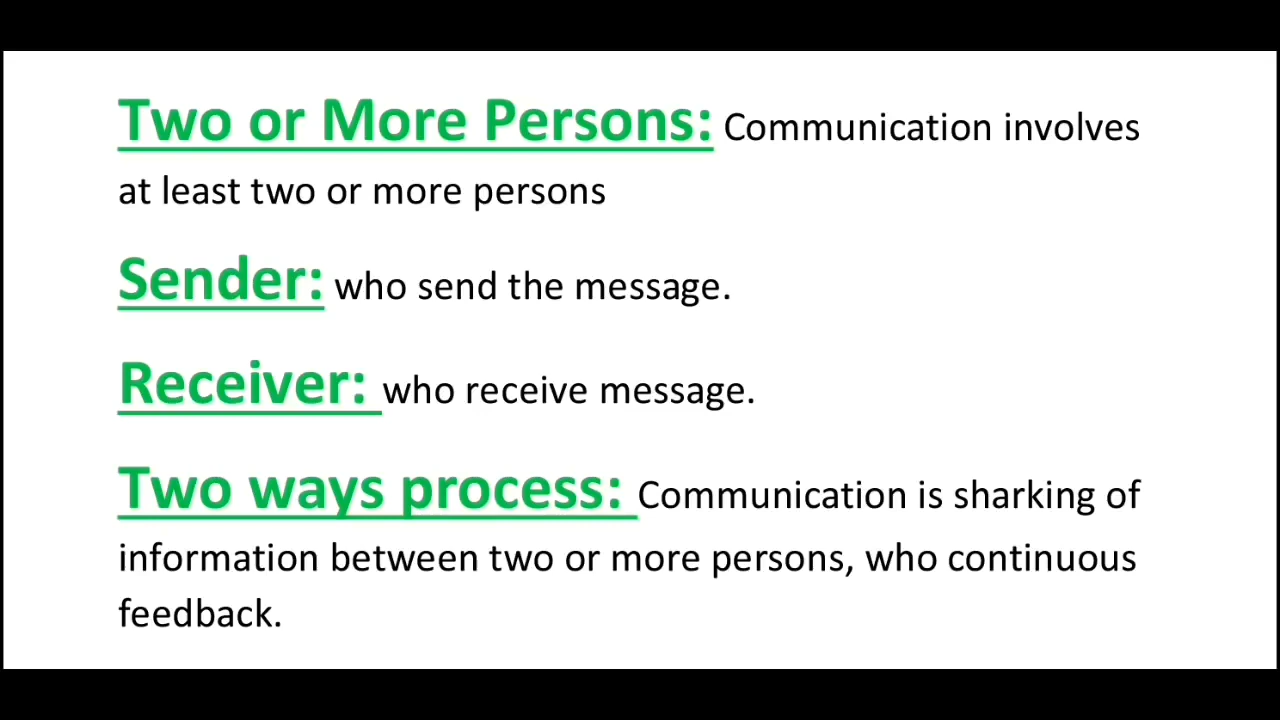 Two or More Persons: Communication involves
at least two or more persons
Sender: who send the message.
Receiver: who receive message.
Two ways process: Communication is sharking of
information between two or more persons, who continuous
feedback.